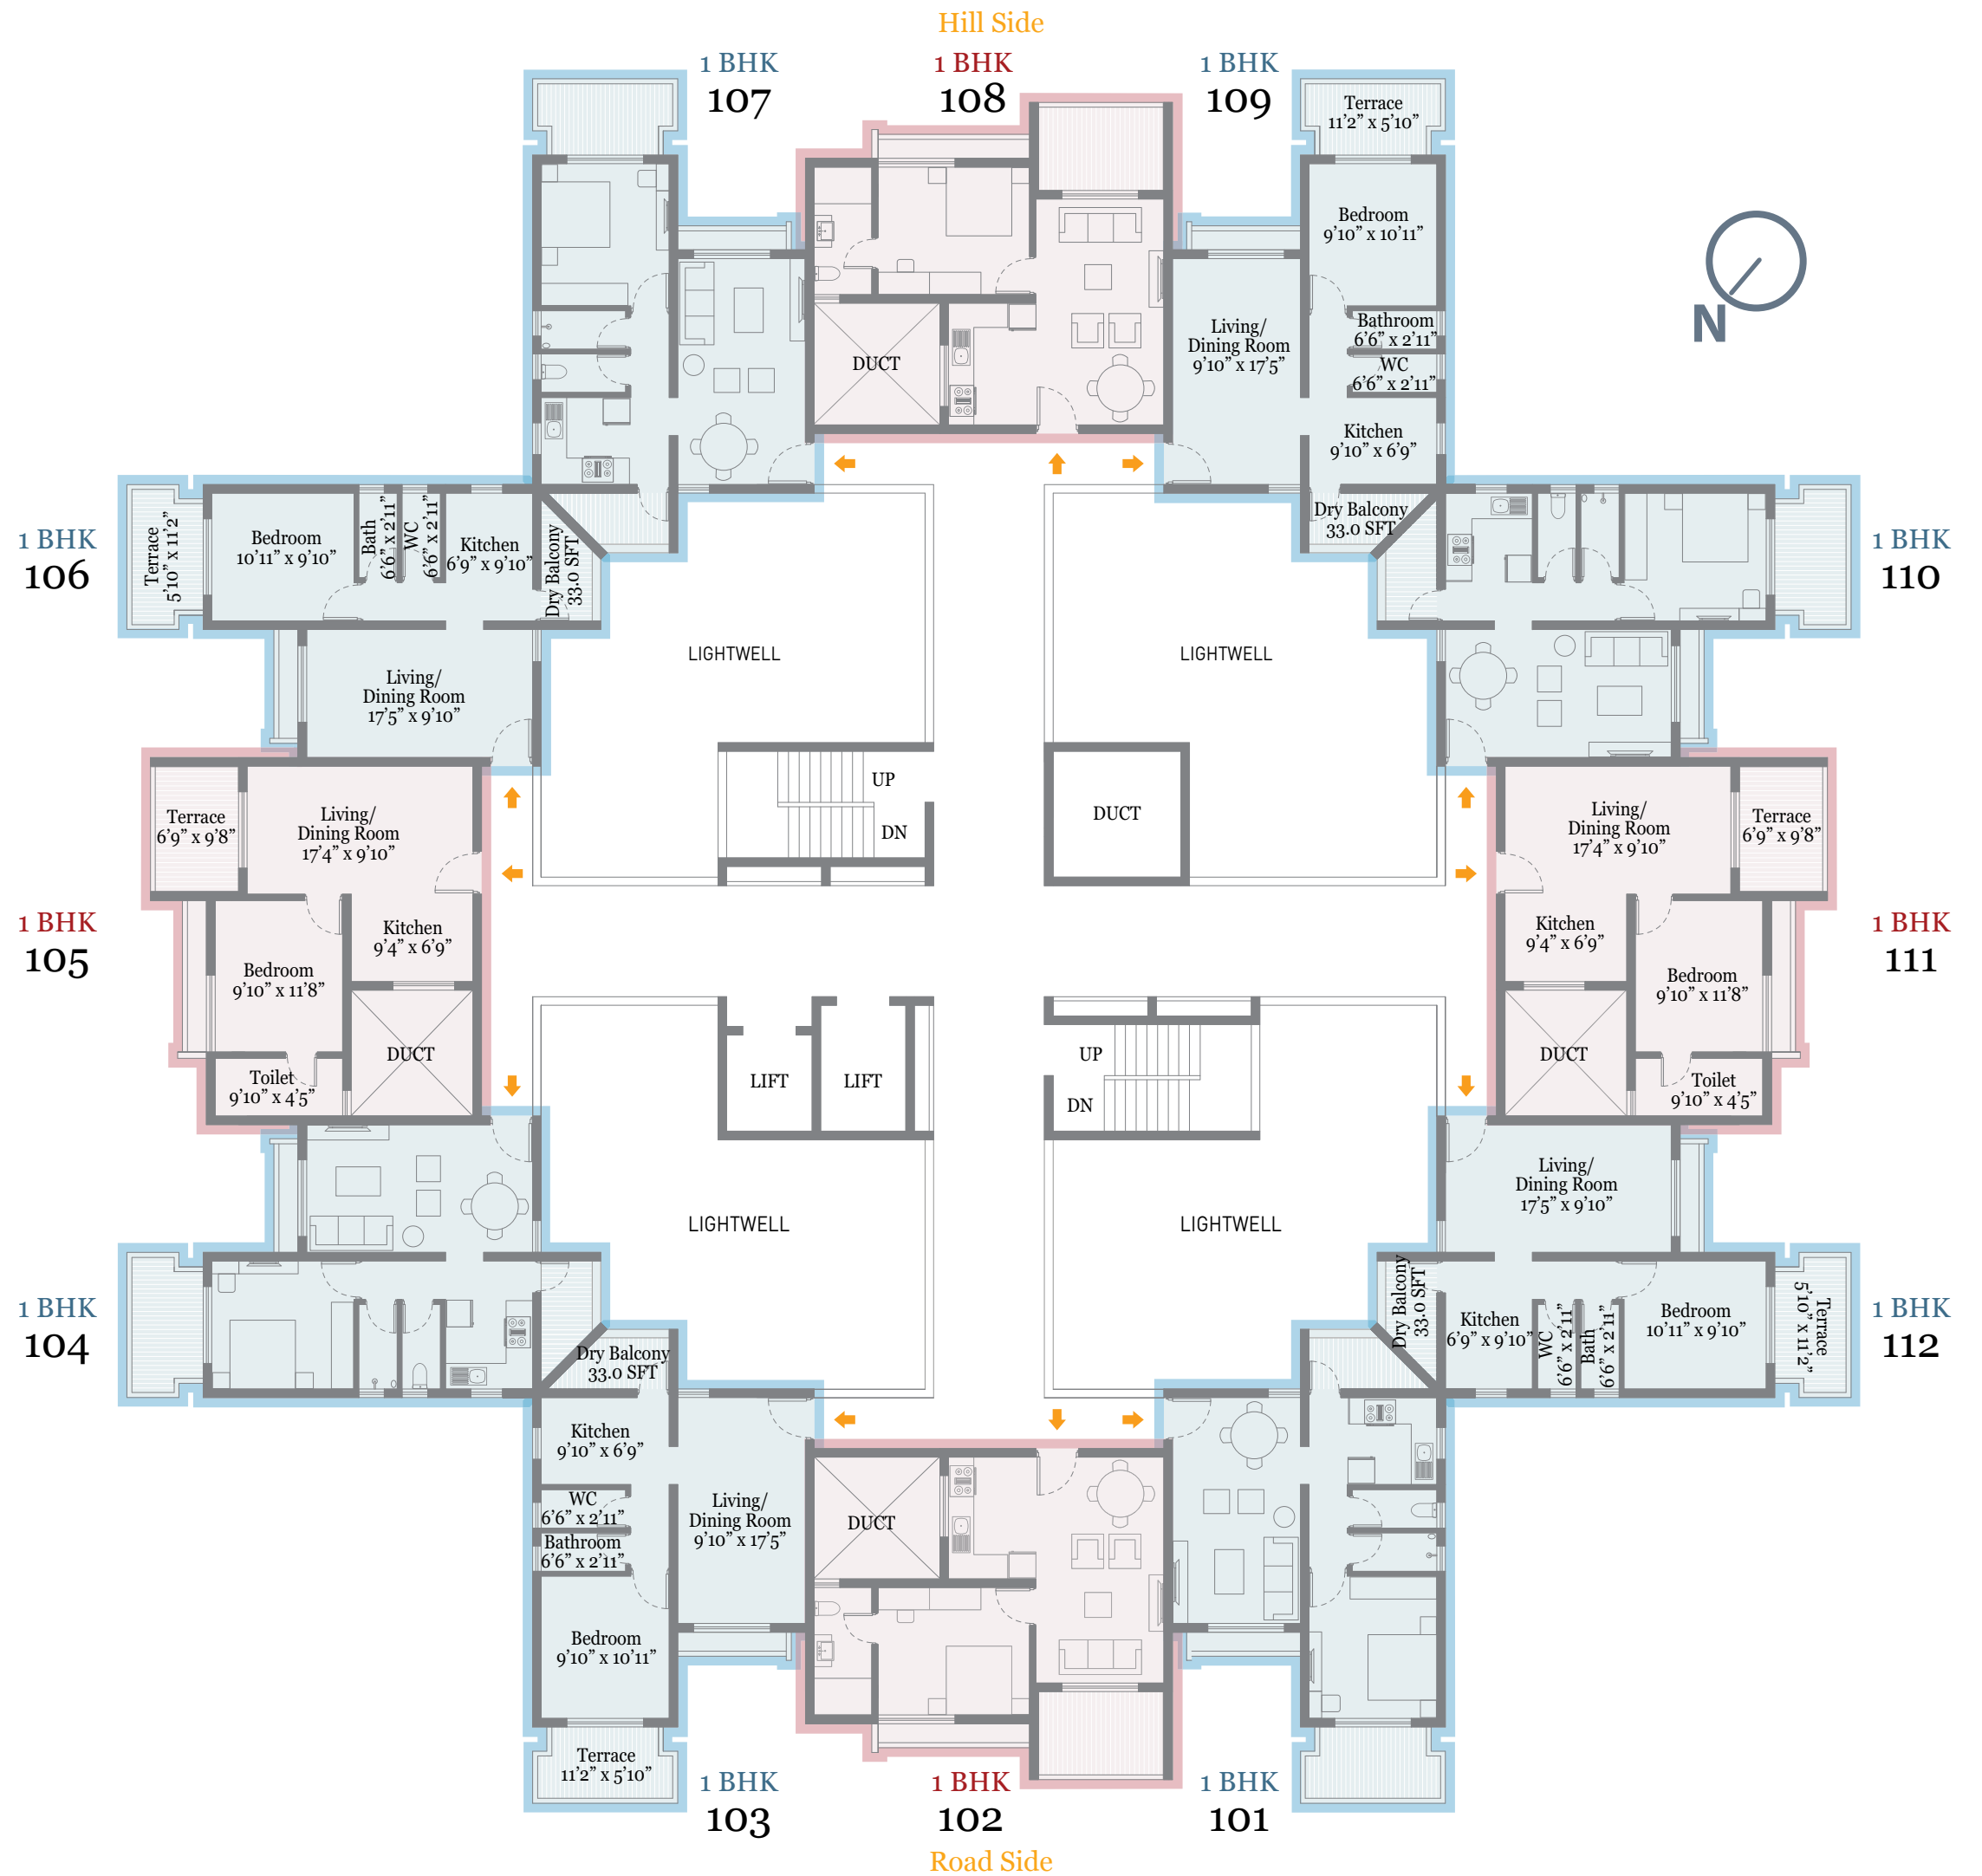 Hill Side
1 BHK
107
1 BHK
108
1 BHK
109
Terrace
11'2” x 5'10”
Bedroom
9'10” x 10'11”
Bathroom
6'6” x 2'11”
WC
6'6” x 2'11”
Living/
Dining Room
9'10” x 17'5”
Kitchen
9'10” x 6'9”
Dry Balcony
33.0 SFT
DUCT
N
1 BHK
106
Terrace
5'10” x 11'2”
Bedroom
10'11” x 9'10”
Bath
6'6” x 2'11”
WC
6'6” x 2'11”
Kitchen
6'9” x 9'10”
Dry Balcony
33.0 SFT
Living/
Dining Room
17'5” x 9'10”
LIGHTWELL
LIGHTWELL
1 BHK
110
UP
DN
DUCT
Terrace
6'9” x 9'8”
Living/
Dining Room
17'4” x 9'10”
Kitchen
9'4” x 6'9”
Bedroom
9'10” x 11'8”
DUCT
Toilet
9'10” x 4'5”
1 BHK
105
Living/
Dining Room
17'4” x 9'10”
Terrace
6'9” x 9'8”
Kitchen
9'4” x 6'9”
Bedroom
9'10” x 11'8”
DUCT
Toilet
9'10” x 4'5”
1 BHK
111
LIFT
LIFT
UP
DN
LIGHTWELL
LIGHTWELL
1 BHK
104
Living/
Dining Room
17'5” x 9'10”
Dry Balcony
33.0 SFT
Kitchen
6'9” x 9'10”
WC
6'6” x 2'11”
Bath
6'6” x 2'11”
Bedroom
10'11” x 9'10”
Terrace
5'10” x 11'2”
1 BHK
112
Dry Balcony
33.0 SFT
Kitchen
9'10” x 6'9”
WC
6'6” x 2'11”
Bathroom
6'6” x 2'11”
Living/
Dining Room
9'10” x 17'5”
Bedroom
9'10” x 10'11”
Terrace
11'2” x 5'10”
DUCT
1 BHK
103
1 BHK
102
1 BHK
101
Road Side